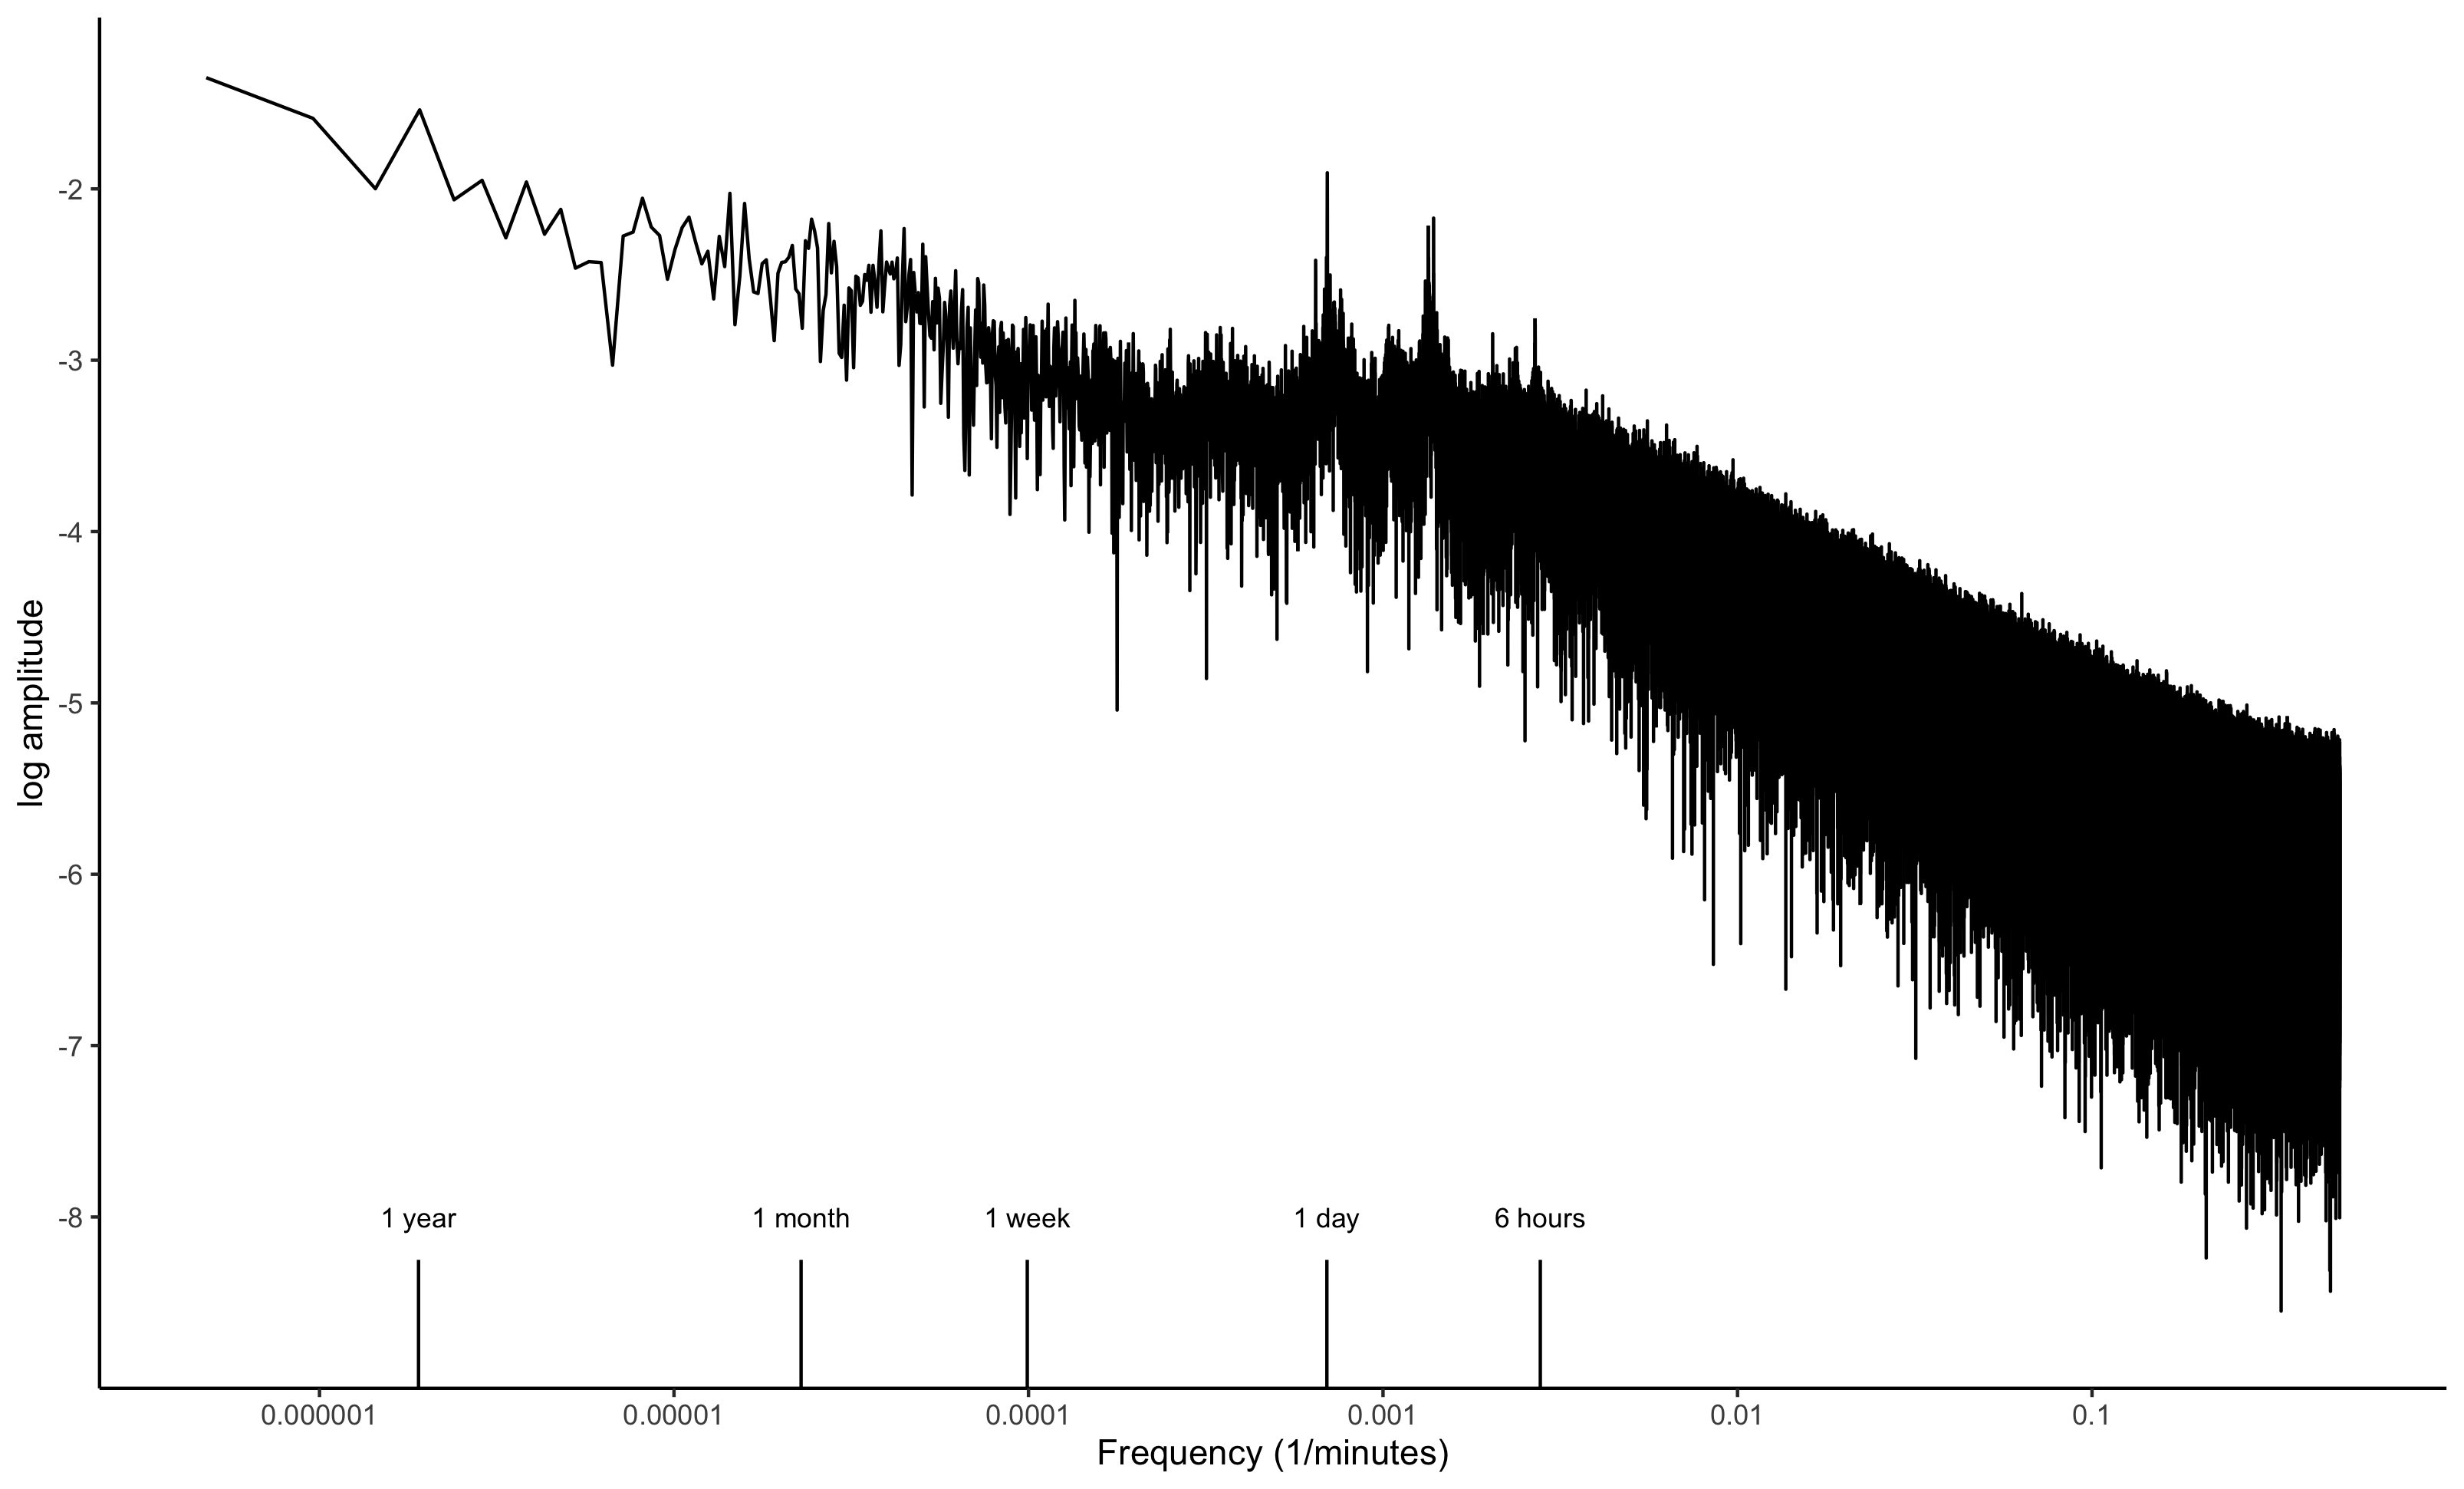 -2
-3
-4
-5
-6
-7
-8
log amplitude
1 year 1 month 1 week 1 day 6 hours
0.000001 0.00001 0.0001 0.001 0.01 0.1
Frequency (1/minutes)